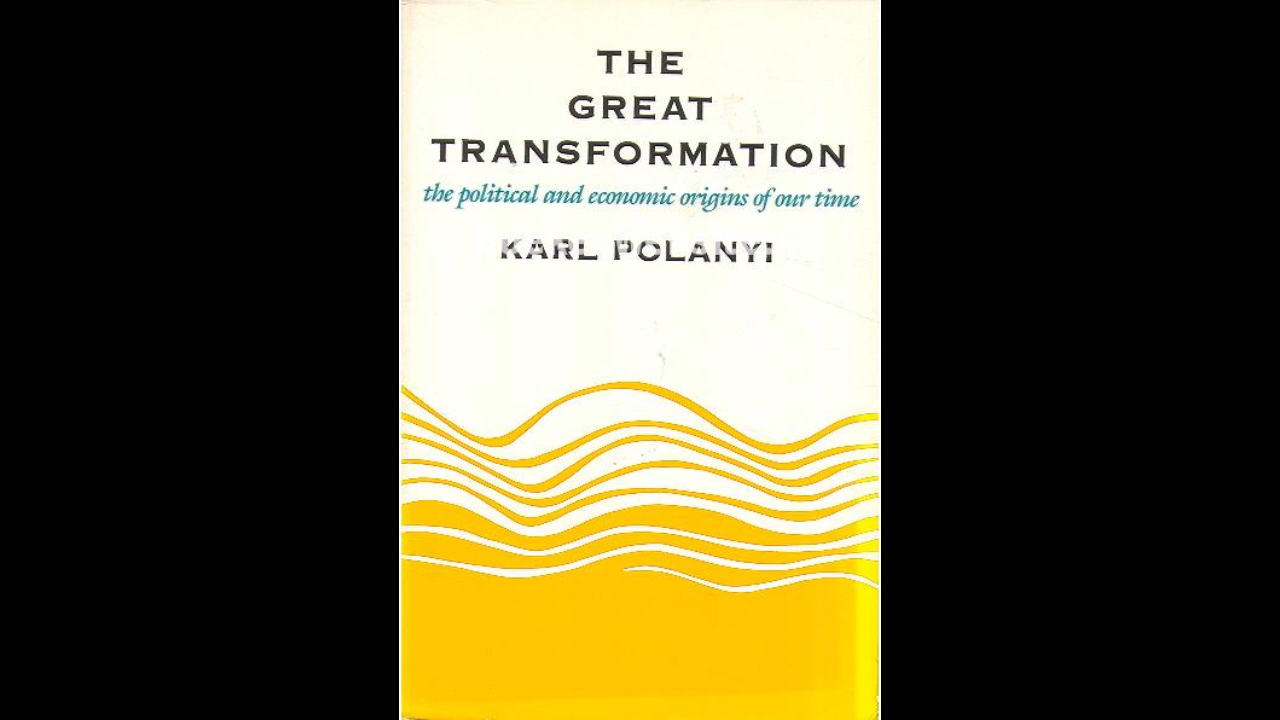 THE
GREAT
TRANSFORMATION
the political and economic origins of our time
KARL POLANYI